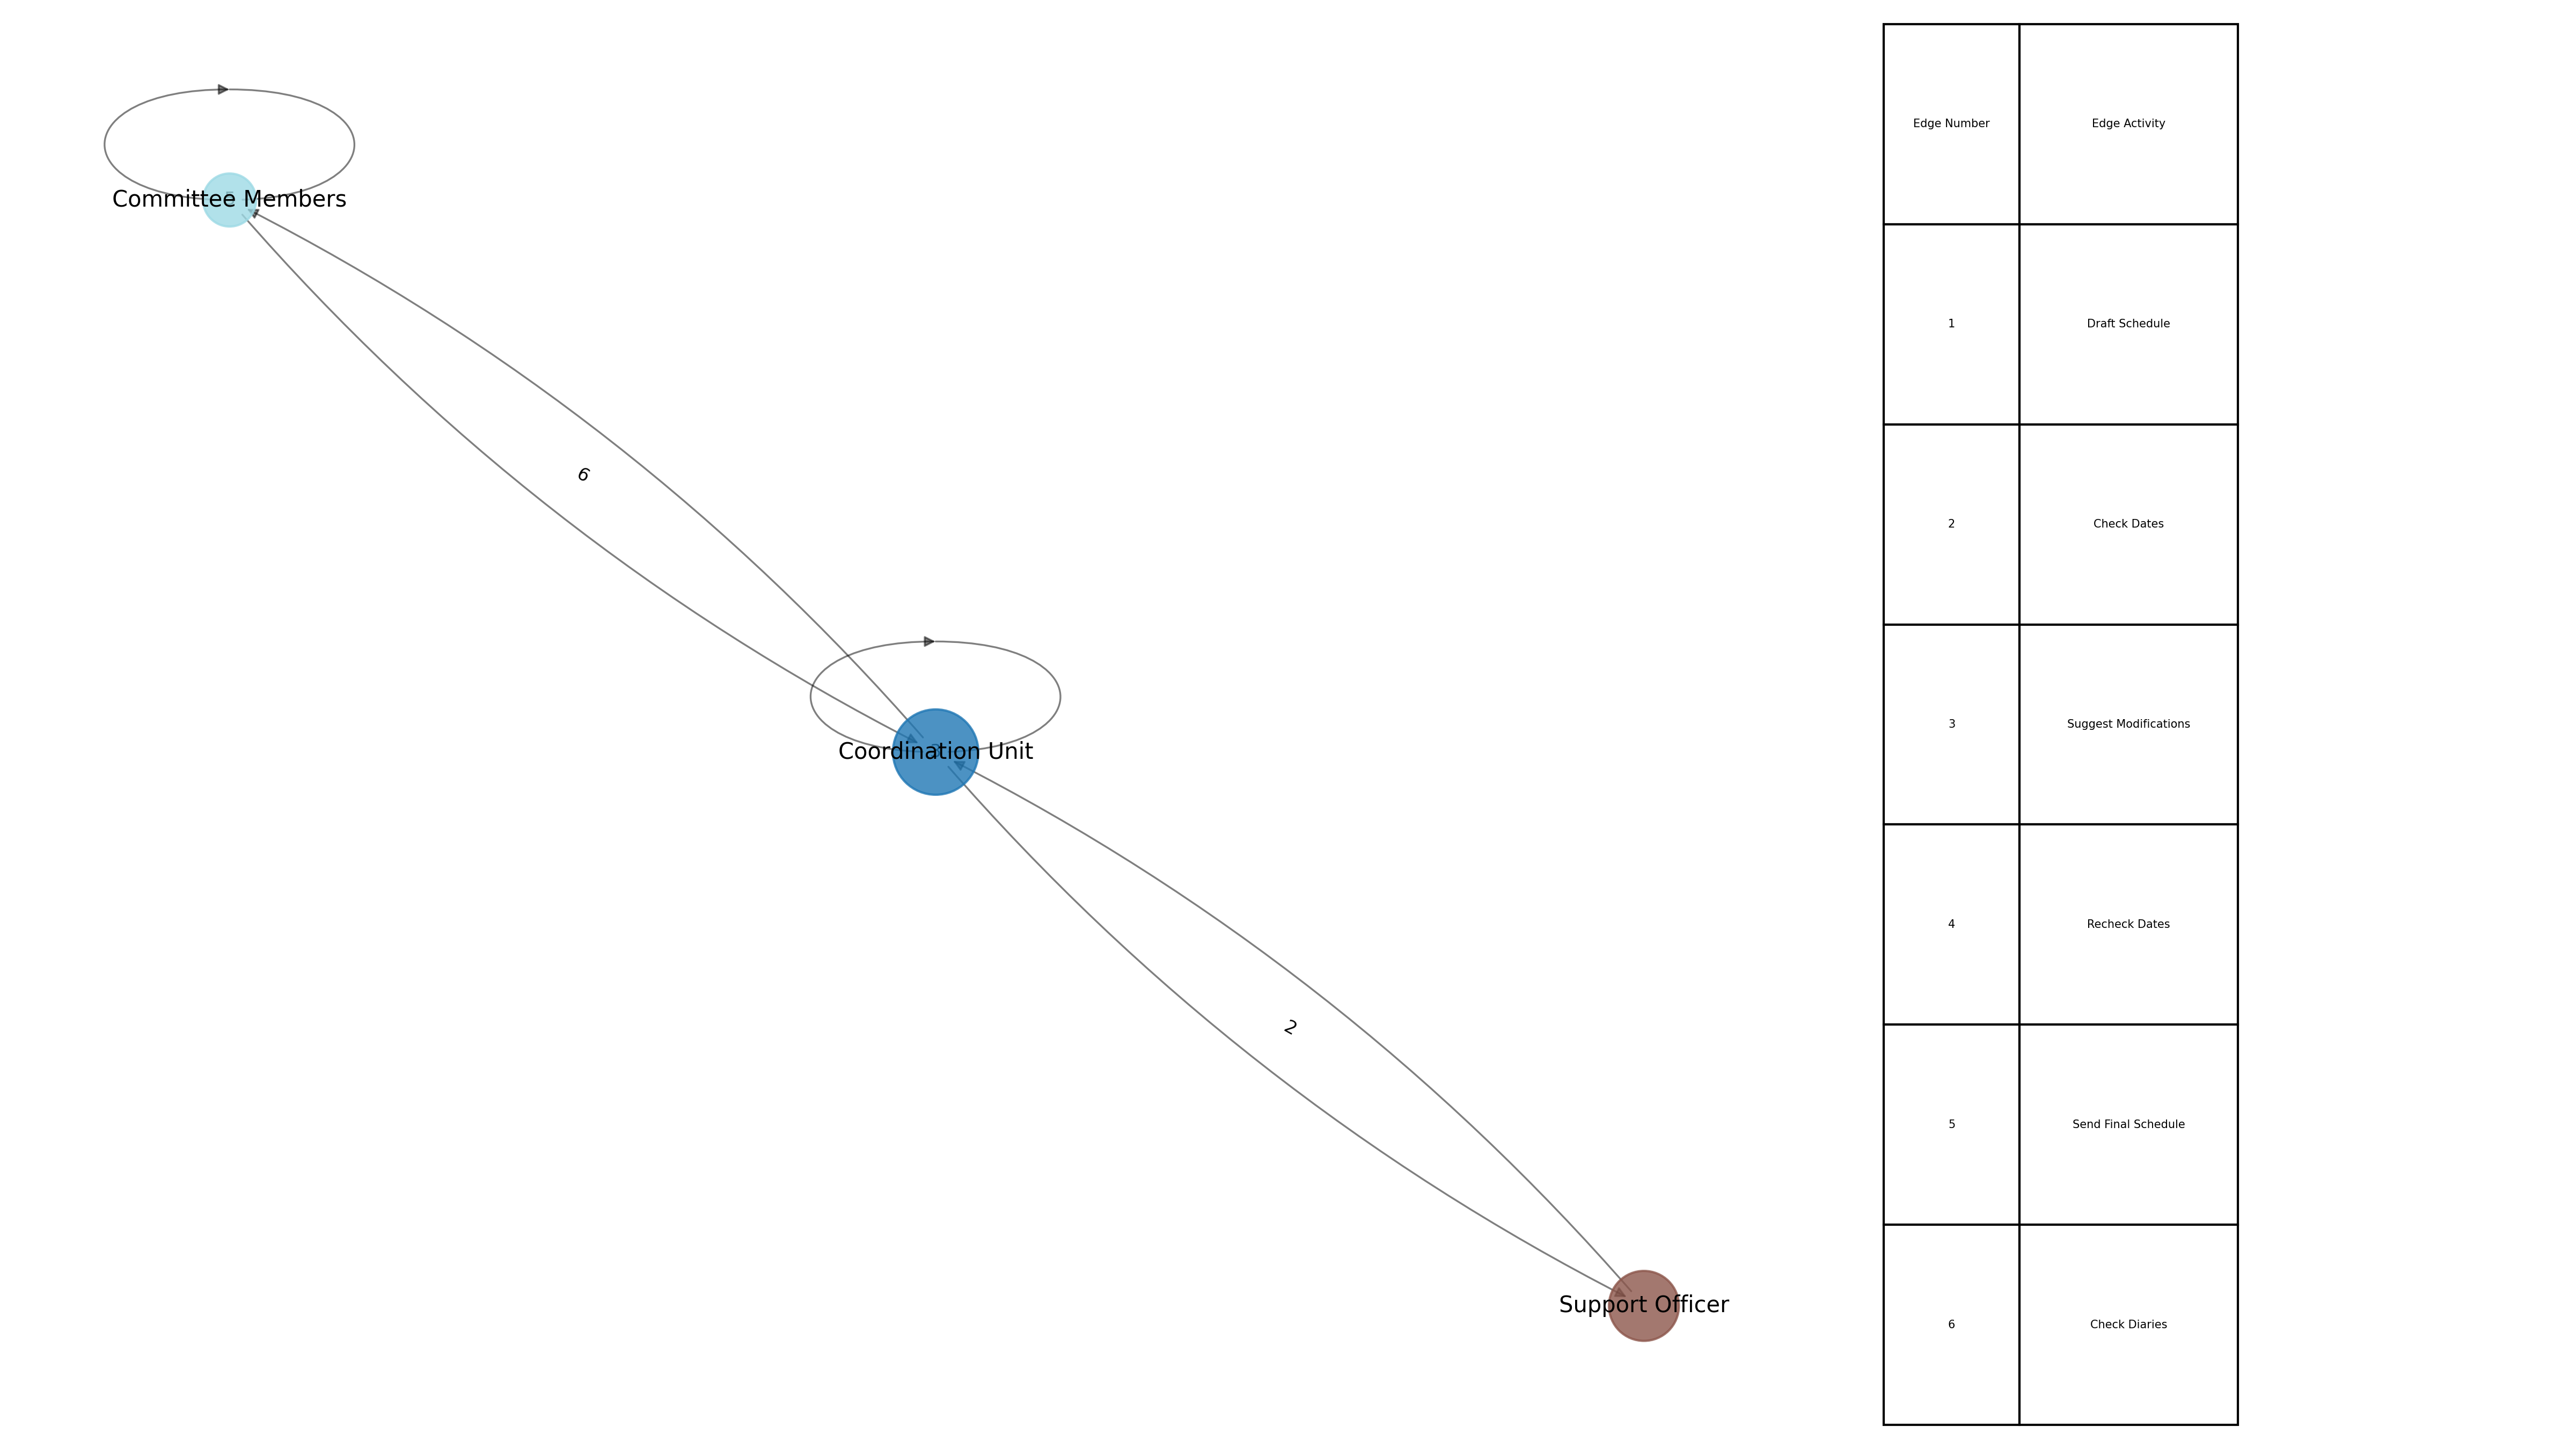 Committee Members
6
Coordination Unit
2
Support Officer
Edge Number Edge Activity
1 Draft Schedule
2 Check Dates
3 Suggest Modifications
4 Recheck Dates
5 Send Final Schedule
6 Check Diaries